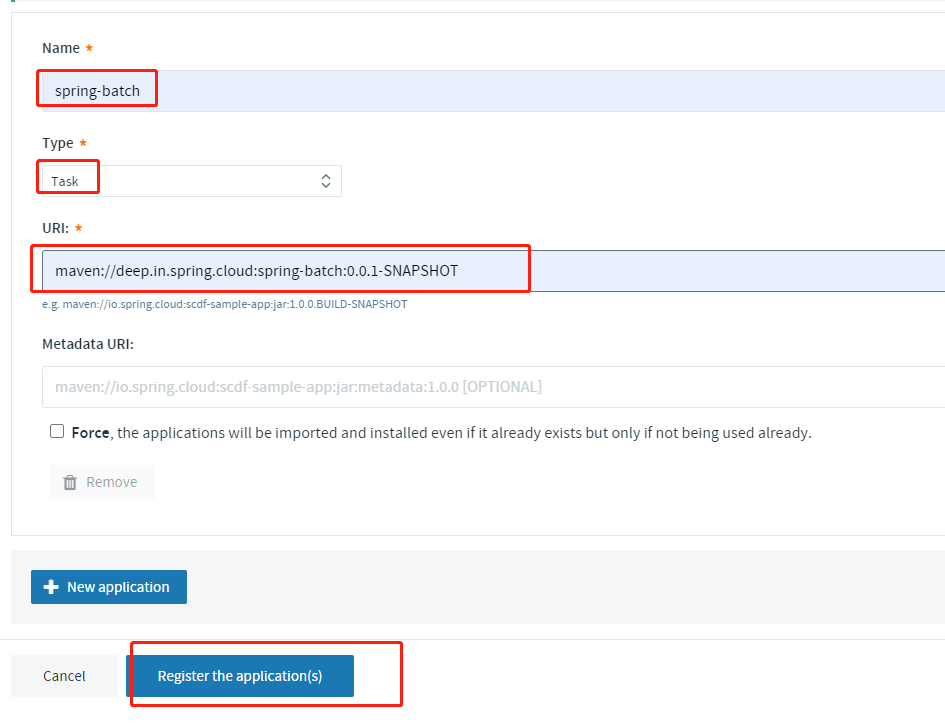 Name *
spring-batch
Type *
Task
URI: *
maven://deep.in.spring.cloud:spring-batch:0.0.1-SNAPSHOT
e.g. maven://io.spring.cloud:scdf-sample-app:jar:1.0.0.BUILD-SNAPSHOT
Metadata URI:
maven://io.spring.cloud:scdf-sample-app:jar:metadata:1.0.0 [OPTIONAL]
Force, the applications will be imported and installed even if it already exists but only if not being used already.
Remove
New application
Cancel Register the application(s)